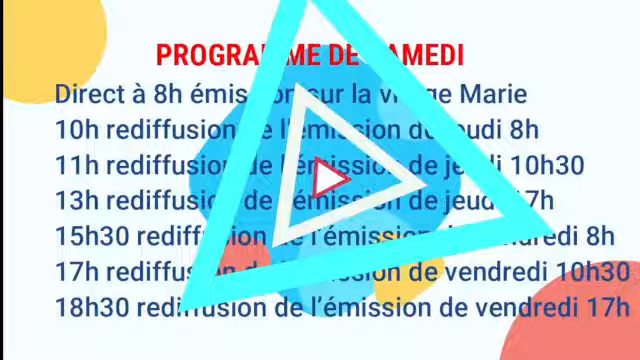 PROGRAMME DE SAMEDI
Direct à 8h émission sur la vierge Marie
10h rediffusion de l’émission de jeudi 8h
11h rediffusion de l’émission de jeudi 10h30
13h rediffusion de l’émission de jeudi 17h
15h30 rediffusion de l’émission de vendredi 8h
17h rediffusion de l’émission de vendredi 10h30
18h30 rediffusion de l’émission de vendredi 17h